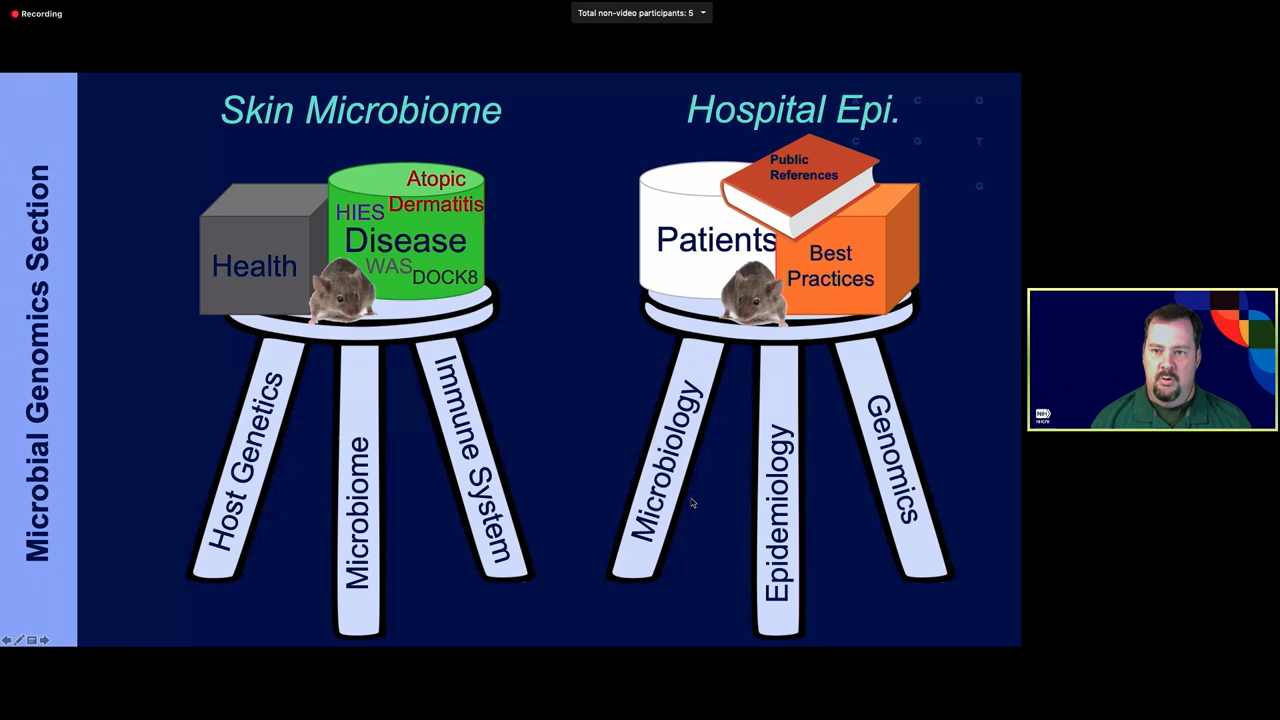 Recording
Total non-video participants: 5
Microbial Genomics Section
Skin Microbiome
Hospital Epi.
Health
Atopic
Dermatitis
HIES
Disease
WAS
DOCK8
Host Genetics
Microbiome
Immune System
Patients
Public
References
Best
Practices
Microbiology
Epidemiology
Genomics
C G
C G T
G
NIH